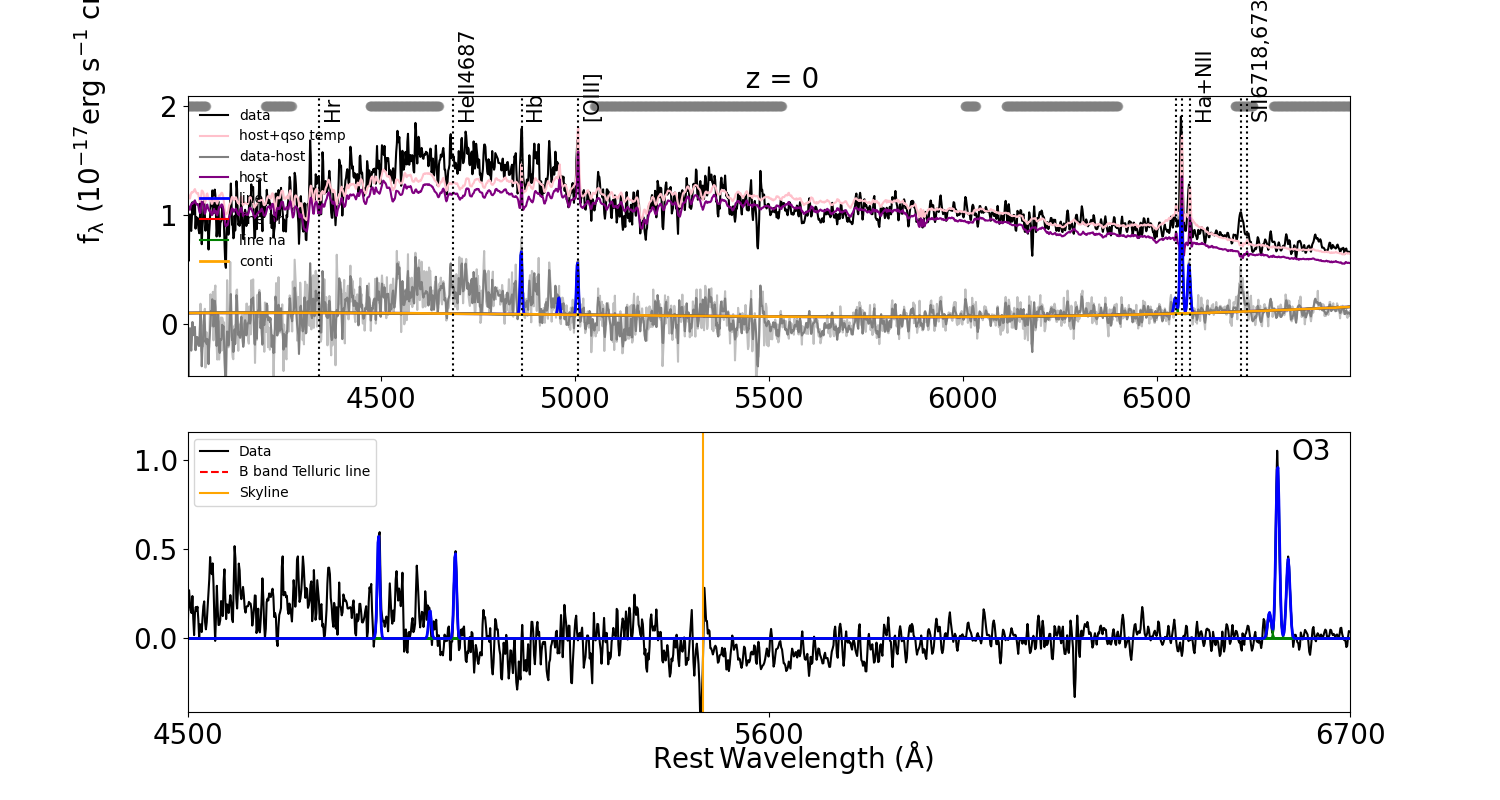 z = 0
f_λ (10^−17 erg s^−1
Hr
HeII4687
Hb
[OIII]
Ha+NII
SII6718,673
2
1
0
data
host+qso temp
data-host
host
line na
conti
4500 5000 5500 6000 6500
1.0
0.5
0.0
Data
B band Telluric line
Skyline
O3
4500 5600 6700
Rest Wavelength (Å)